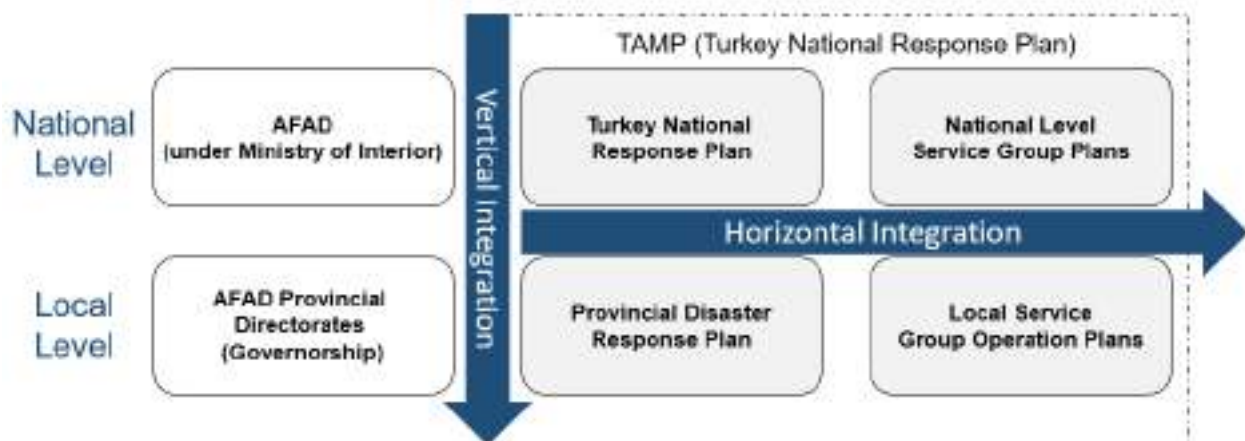 TAMP (Turkey National Response Plan)
National
Level
AFAD
(under Ministry of Interior)
Vertical Integration
Turkey National
Response Plan
National Level
Service Group Plans
Horizontal Integration
Local
Level
AFAD Provincial
Directorates
(Governorship)
Provincial Disaster
Response Plan
Local Service
Group Operation Plans